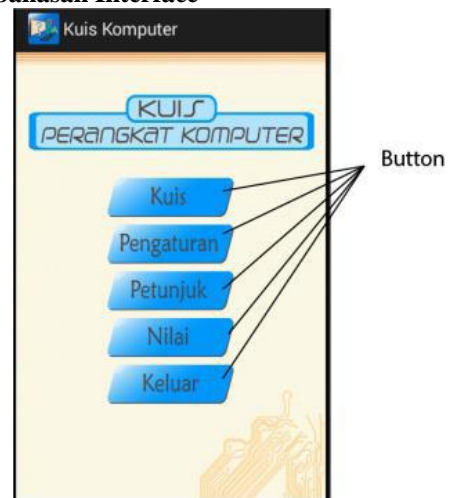 Kuis Komputer
KUIS
PERANGKAT KOMPUTER
Button
Kuis
Pengaturan
Petunjuk
Nilai
Keluar